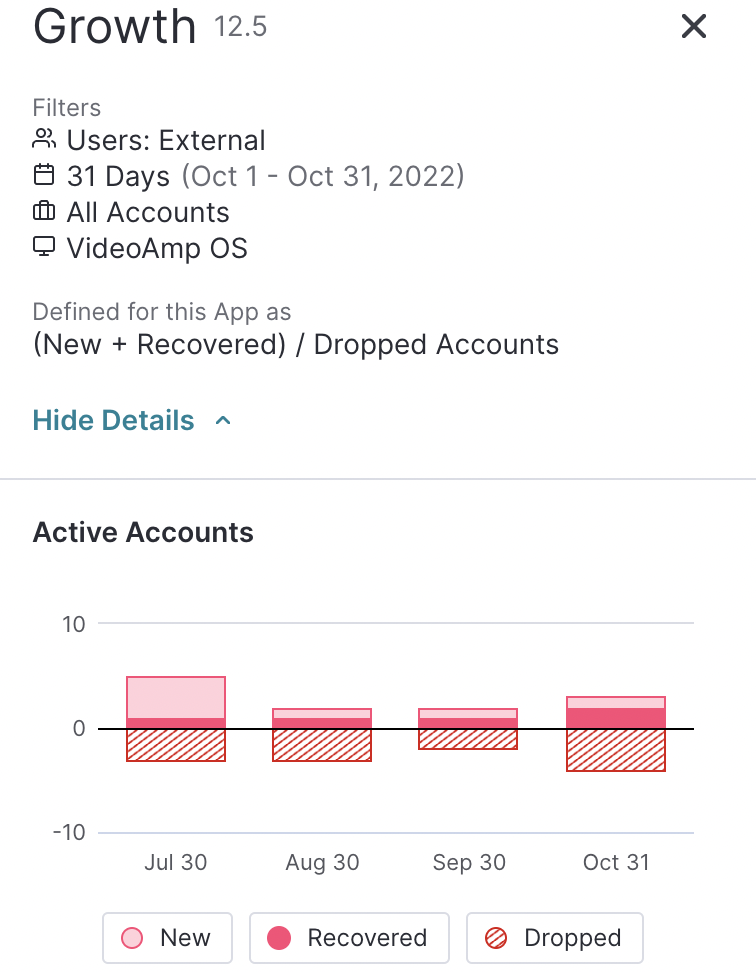 Growth 12.5
Filters
Users: External
31 Days (Oct 1 - Oct 31, 2022)
All Accounts
VideoAmp OS
Defined for this App as
(New + Recovered) / Dropped Accounts
Hide Details
Active Accounts
10
0
-10
Jul 30 Aug 30 Sep 30 Oct 31
New Recovered Dropped